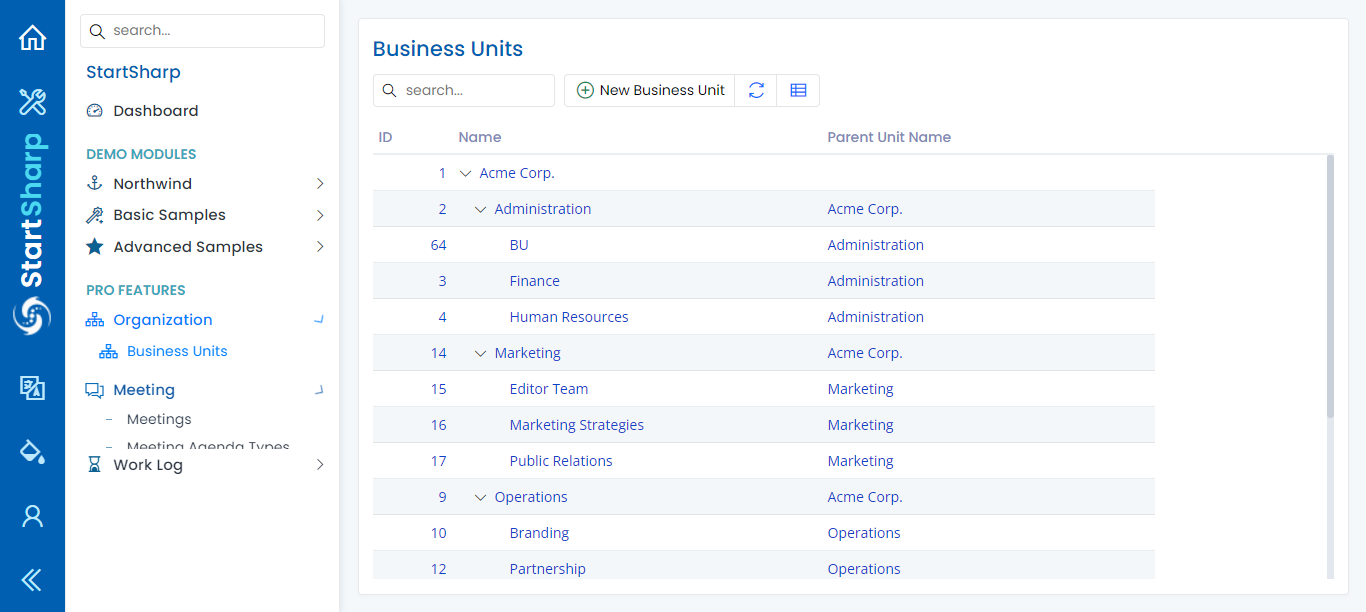 StartSharp
search...
StartSharp
Dashboard
DEMO MODULES
Northwind
Basic Samples
Advanced Samples
PRO FEATURES
Organization
Business Units
Meeting
Meetings
Meeting Agenda Types
Work Log
Business Units
search...
New Business Unit
ID Name Parent Unit Name
1 Acme Corp.
2 Administration Acme Corp.
64 BU Administration
3 Finance Administration
4 Human Resources Administration
14 Marketing Acme Corp.
15 Editor Team Marketing
16 Marketing Strategies Marketing
17 Public Relations Marketing
9 Operations Acme Corp.
10 Branding Operations
12 Partnership Operations